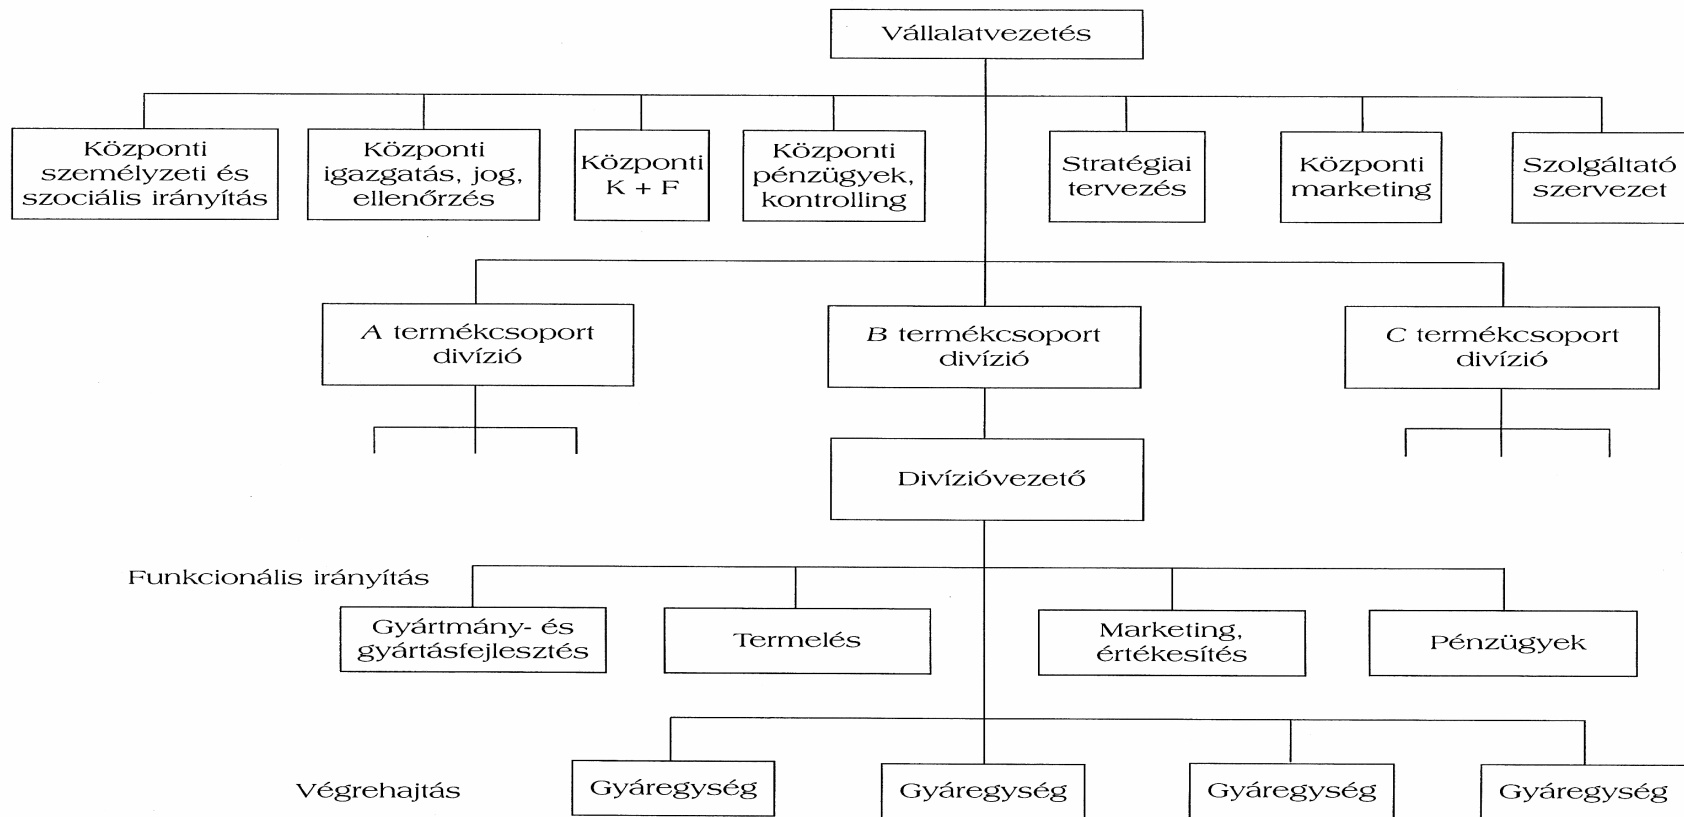 Vállalatvezetés
Központi
személyzeti és
szociális irányítás
Központi
igazgatás, jog,
ellenőrzés
Központi
K + F
Központi
pénzügyek,
kontrolling
Stratégiai
tervezés
Központi
marketing
Szolgáltató
szervezet
A termékcsoport
divízió
B termékcsoport
divízió
C termékcsoport
divízió
Divízióvezető
Funkcionális irányítás
Gyártmány- és
gyártásfejlesztés
Termelés
Marketing,
értékesítés
Pénzügyek
Végrehajtás
Gyáregység
Gyáregység
Gyáregység
Gyáregység